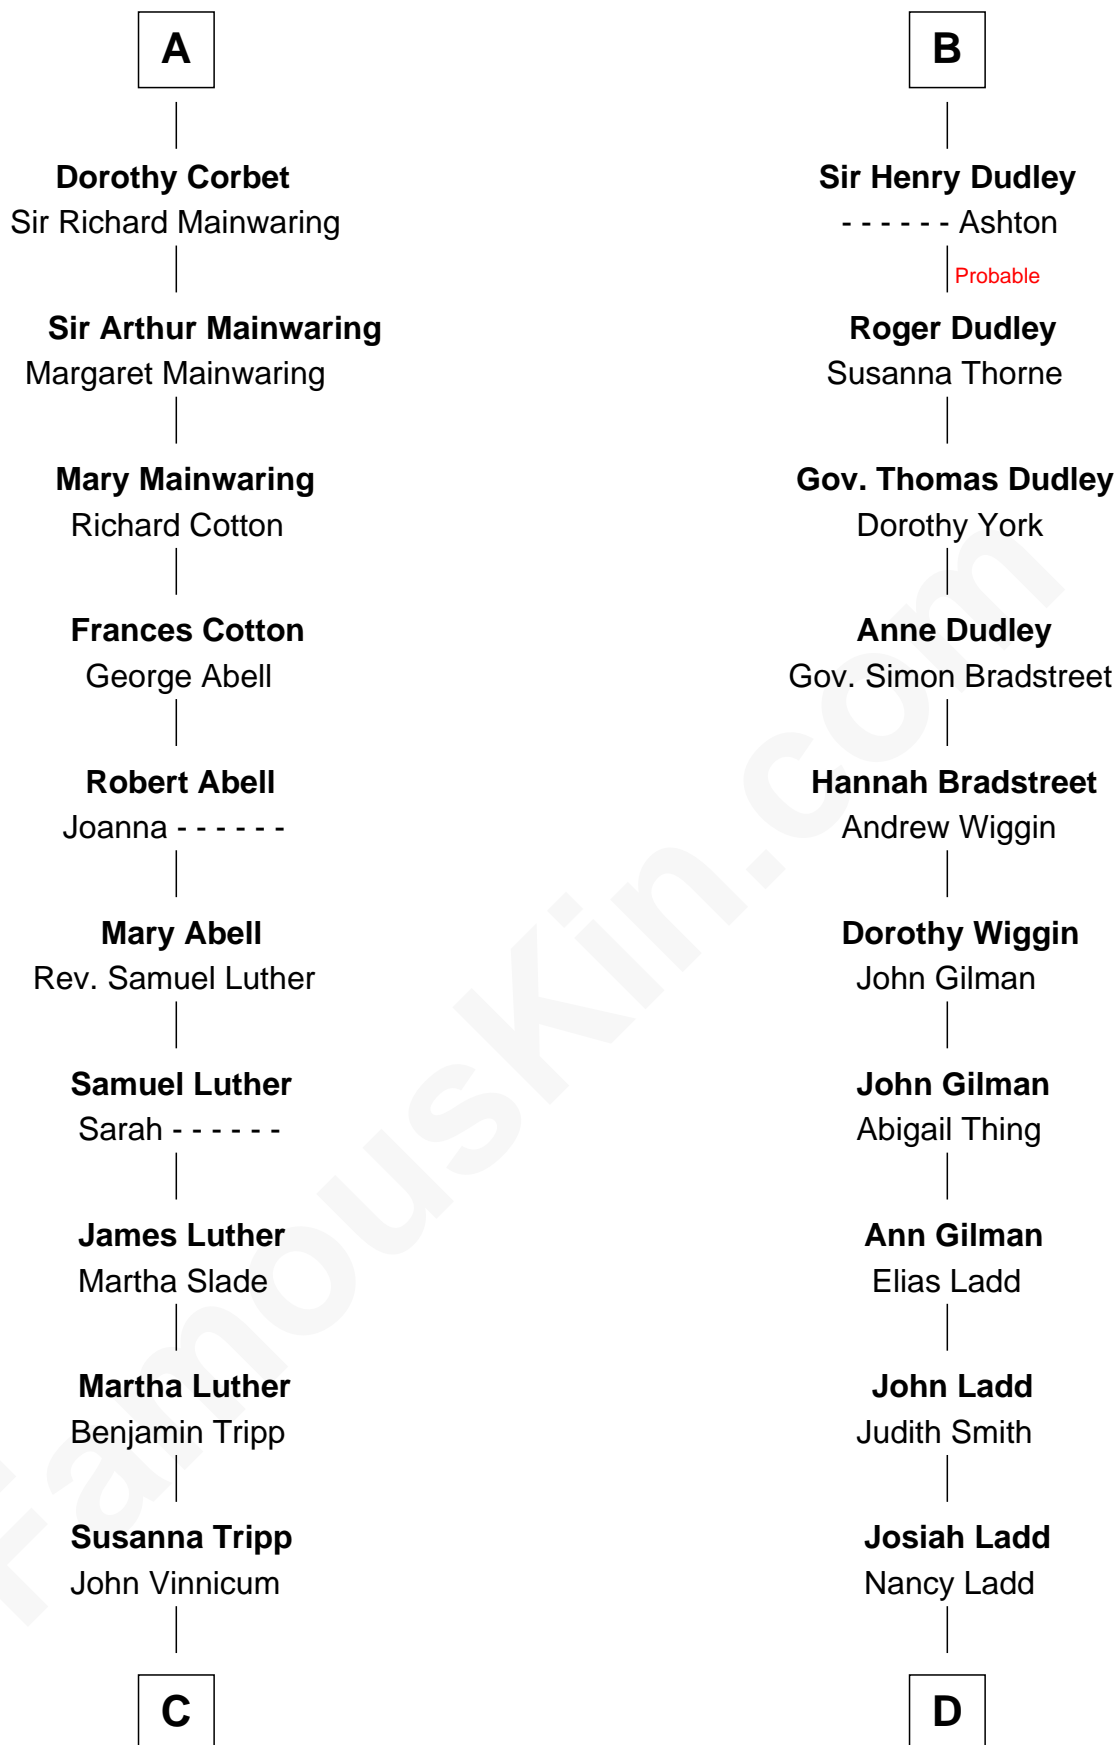 A
Dorothy Corbet
Sir Richard Mainwaring
Sir Arthur Mainwaring
Margaret Mainwaring
Mary Mainwaring
Richard Cotton
Frances Cotton
George Abell
Robert Abell
Joanna - - - - - -
Mary Abell
Rev. Samuel Luther
Samuel Luther
Sarah - - - - - -
James Luther
Martha Slade
Martha Luther
Benjamin Tripp
Susanna Tripp
John Vinnicum
C
B
Sir Henry Dudley
- - - - - - Ashton
Probable
Roger Dudley
Susanna Thorne
Gov. Thomas Dudley
Dorothy York
Anne Dudley
Gov. Simon Bradstreet
Hannah Bradstreet
Andrew Wiggin
Dorothy Wiggin
John Gilman
John Gilman
Abigail Thing
Ann Gilman
Elias Ladd
John Ladd
Judith Smith
Josiah Ladd
Nancy Ladd
D
FamousKin.com